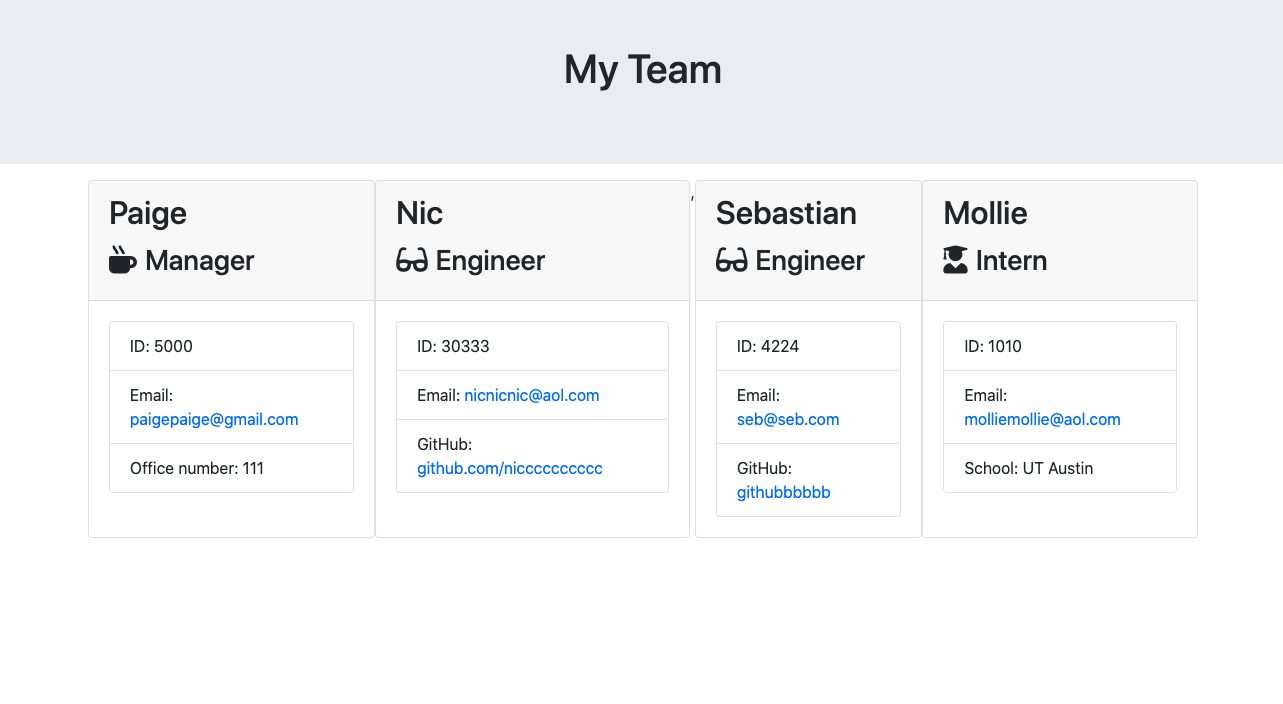 My Team
Paige
Manager
ID: 5000
Email:
paigepaige@gmail.com
Office number: 111
Nic
Engineer
ID: 30333
Email: nicnicnic@aol.com
GitHub:
github.com/nicccccccccc
,
Sebastian
Engineer
ID: 4224
Email:
seb@seb.com
GitHub:
githubbbbbb
Mollie
Intern
ID: 1010
Email:
molliemollie@aol.com
School: UT Austin